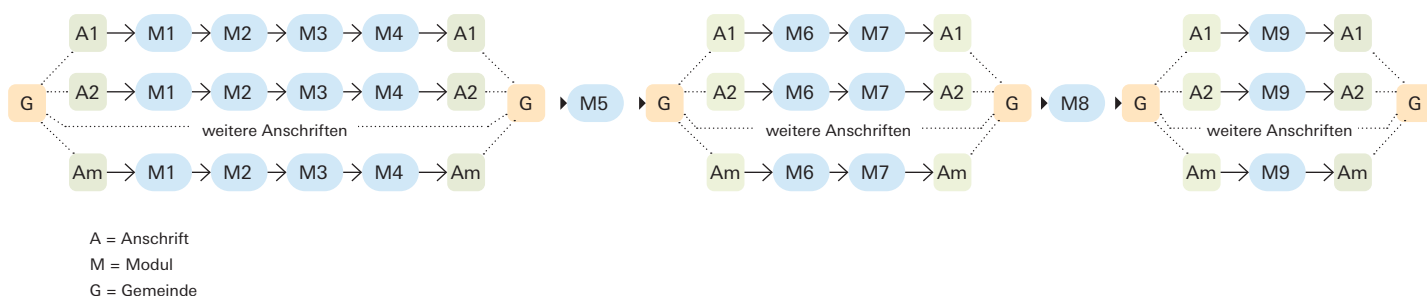 A1 M1 M2 M3 M4 A1 A1 M6 M7 A1 A1 M9 A1
A2 M1 M2 M3 M4 A2 A2 M6 M7 A2 A2 M9 A2
G G M5 G G M8 G G
weitere Anschriften weitere Anschriften weitere Anschriften
Am M1 M2 M3 M4 Am Am M6 M7 Am Am M9 Am
A = Anschrift
M = Modul
G = Gemeinde